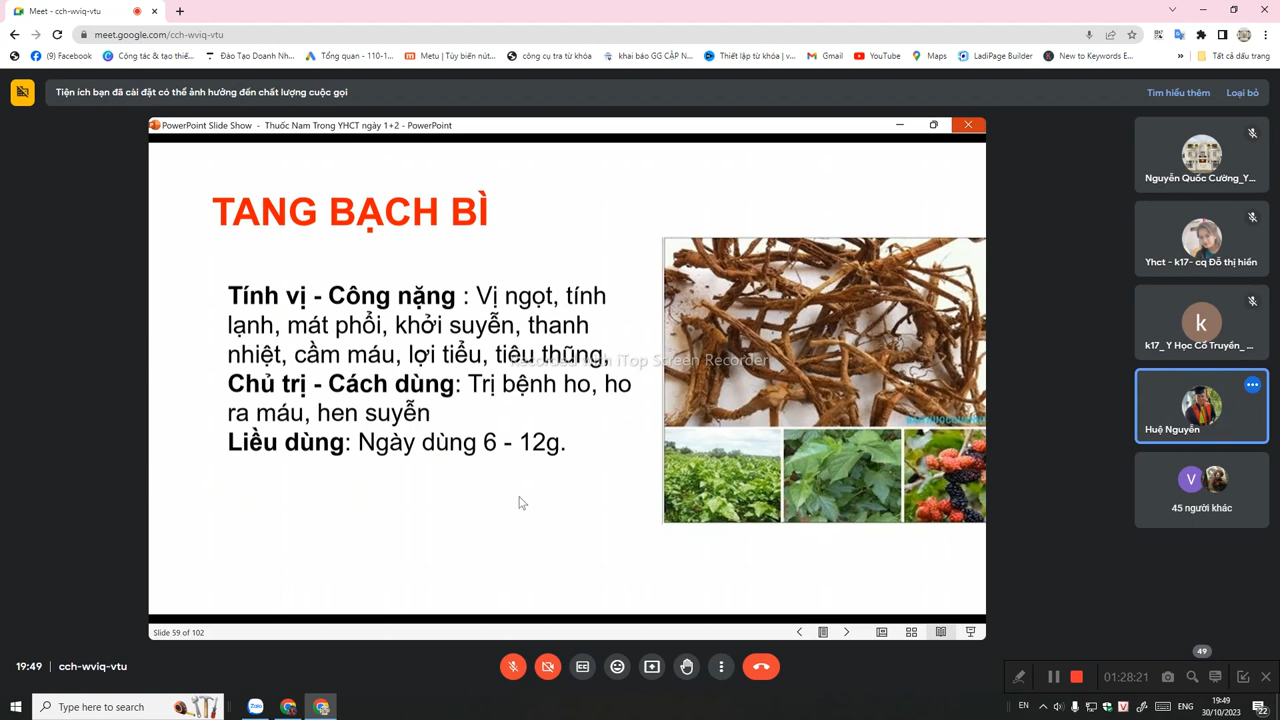 Meet - cch-wviq-vtu
meet.google.com/cch-wviq-vtu
(3) Facebook
Công tác & tạo thiế...
Đào Tạo Doanh Nh...
Tổng quan - 110-1...
Metu | Tùy biến nút...
công cụ tra từ khóa
khai báo GG CẬP N...
Thiết lập từ khóa | v...
Gmail
YouTube
Maps
LadiPage Builder
New to Keywords E...
Tất cả dấu trang
Tiện ích bạn đã cài đặt có thể ảnh hưởng đến chất lượng cuộc gọi
Tìm hiểu thêm
Loại bỏ
PowerPoint Slide Show - Thuốc Nam Trong YHCT ngày 1+2 - PowerPoint
TANG BẠCH BÌ
Tính vị - Công nặng : Vị ngọt, tính
lạnh, mát phổi, khởi suyễn, thanh
nhiệt, cầm máu, lợi tiểu, tiêu thũng,
Chủ trị - Cách dùng: Trị bệnh ho, ho
ra máu, hen suyễn
Liều dùng: Ngày dùng 6 - 12g.
Recorded with iTop Screen Recorder
Slide 59 of 102
Nguyễn Quốc Cường_Y...
Yhct - k17- cq Đỗ thị hiền
k
k17_Y Học Cổ Truyền_...
Huệ Nguyễn
V
45 người khác
49
19:49
cch-wviq-vtu
01:28:21
Type here to search
Zalo
EN
V
ENG
19:49
30/10/2023
22